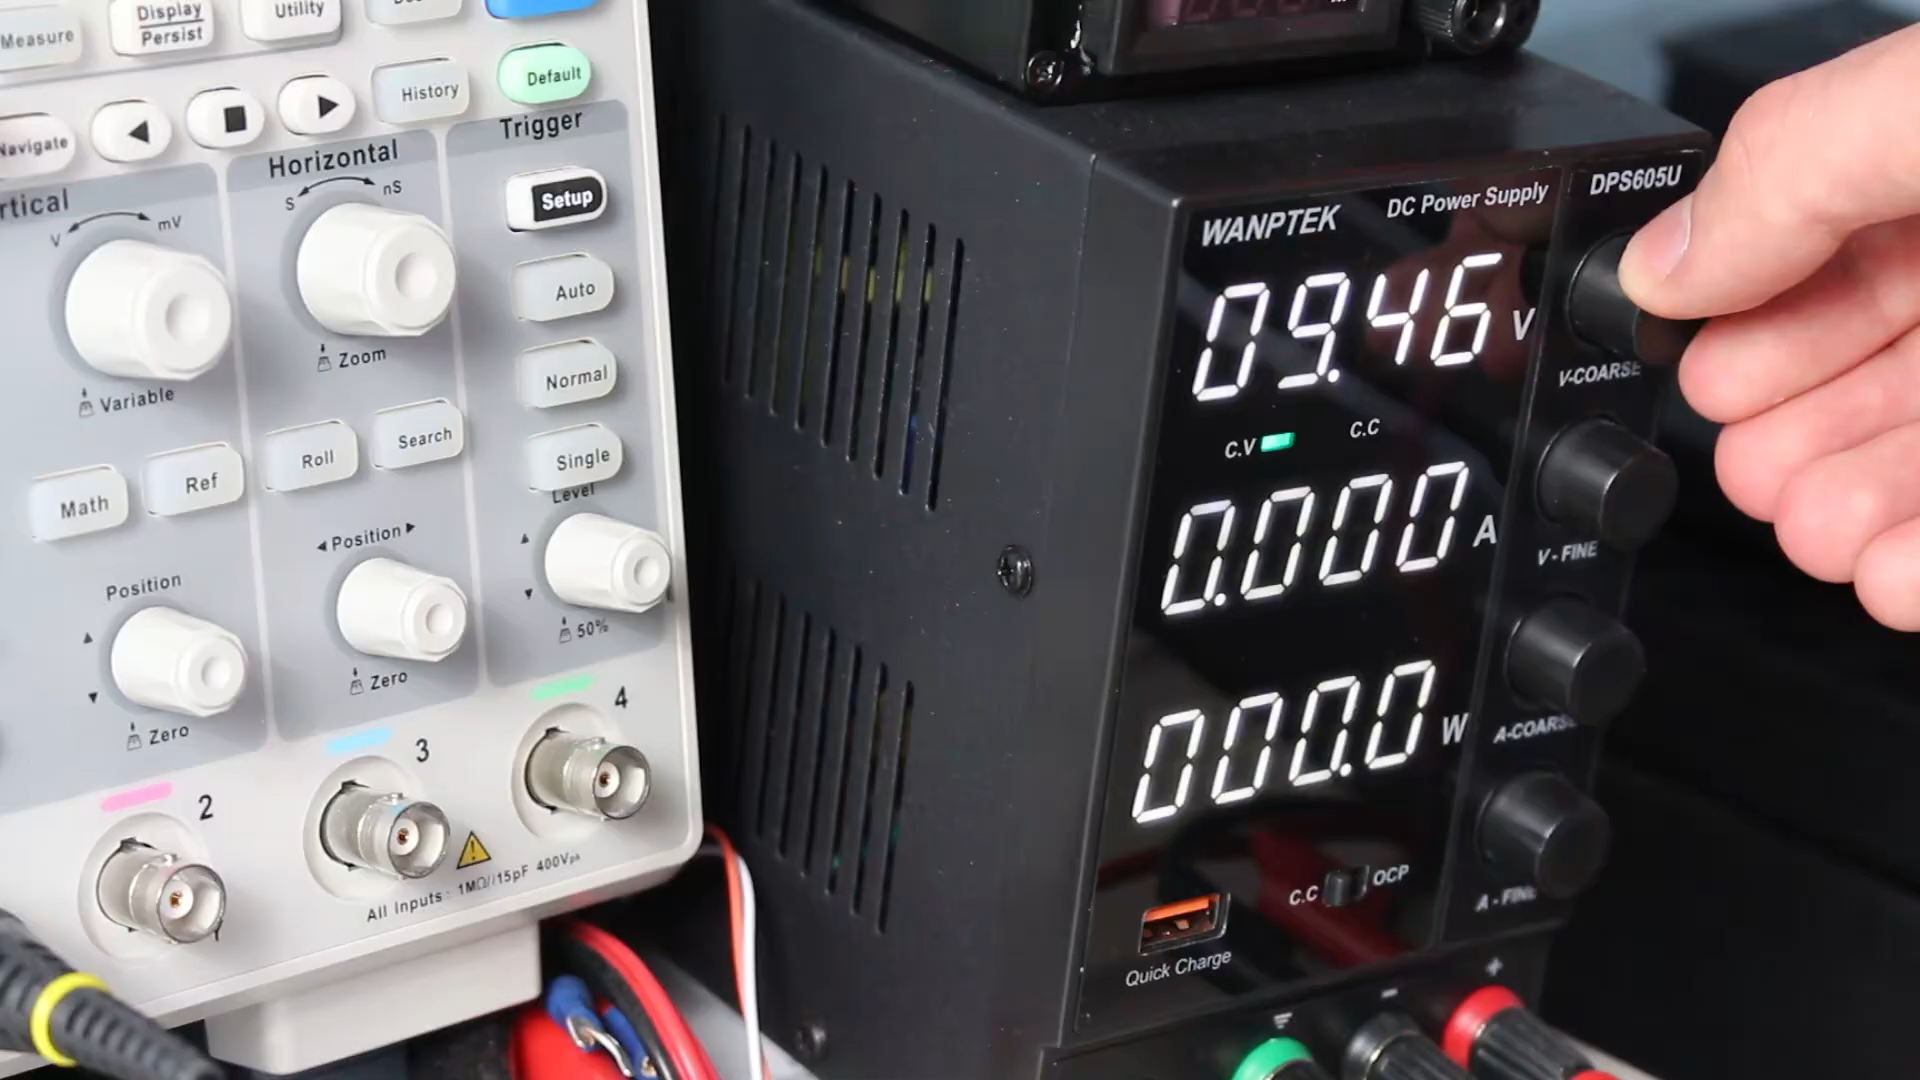 Measure
Display
Persist
Utility
Navigate
History
Default
Horizontal
Trigger
S
nS
Setup
V
mV
Variable
Zoom
Auto
Normal
Math
Ref
Roll
Search
Single
Level
Position
Position
50%
Zero
Zero
2
3
4
All Inputs: 1MΩ//15pF 400Vpk
WANPTEK
DC Power Supply
DPS605U
09.46 V
V-COARSE
C.V
C.C
0.000 A
V - FINE
000.0 W
A-COARSE
C.C
OCP
A - FINE
Quick Charge
+
-